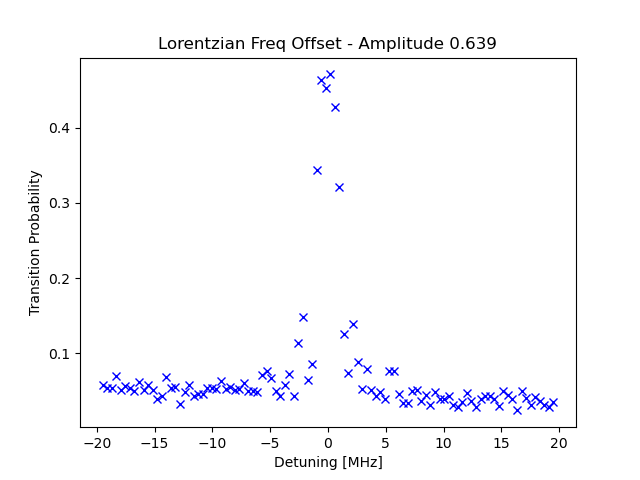 Lorentzian Freq Offset - Amplitude 0.639
0.4
0.3
0.2
0.1
Transition Probability
−20 −15 −10 −5 0 5 10 15 20
Detuning [MHz]